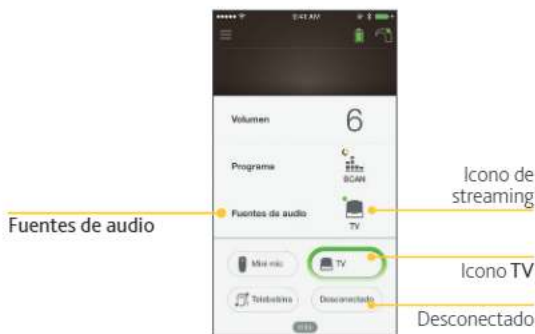 9:41 AM
Volumen
6
Programa
SCAN
Icono de
streaming
Fuentes de audio
TV
Fuentes de audio
Mini mic
TV
Icono TV
Telebobina
Desconectado
Desconectado